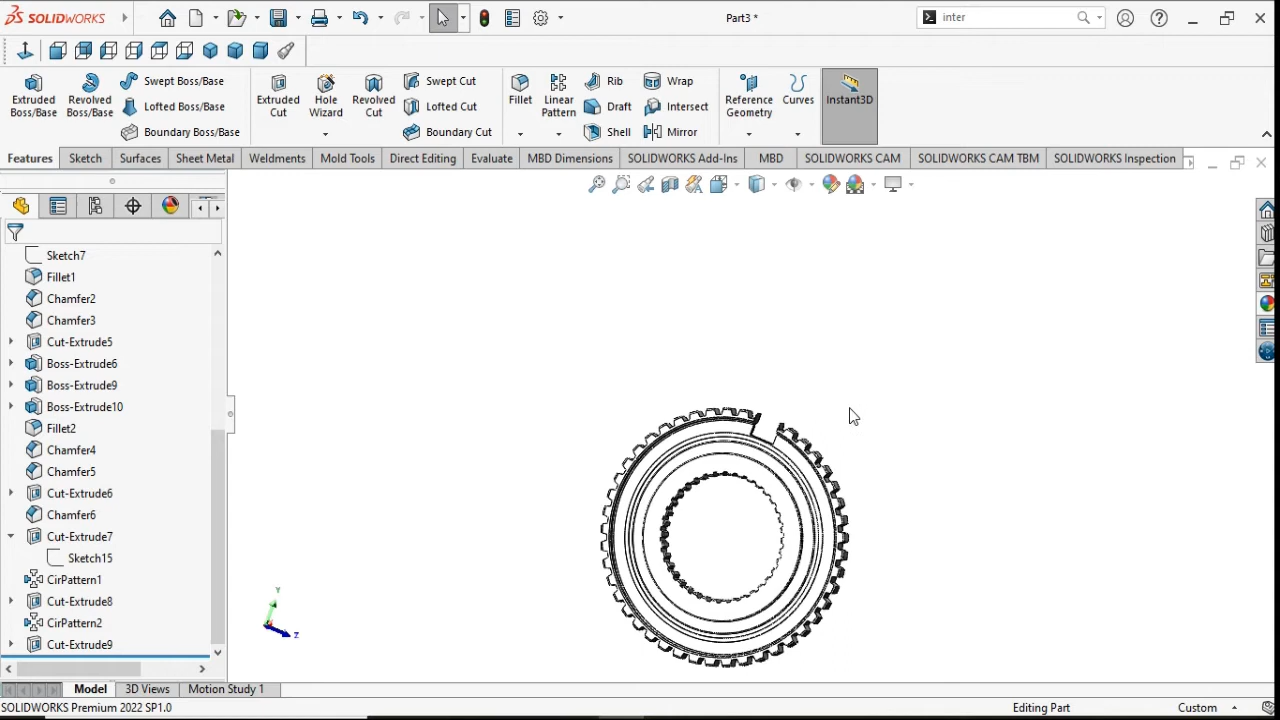 SOLIDWORKS
Part3 *
inter
Extruded Boss/Base
Revolved Boss/Base
Swept Boss/Base
Lofted Boss/Base
Boundary Boss/Base
Extruded Cut
Hole Wizard
Revolved Cut
Swept Cut
Lofted Cut
Boundary Cut
Fillet
Linear Pattern
Rib
Draft
Shell
Wrap
Intersect
Mirror
Reference Geometry
Curves
Instant3D
Features Sketch Surfaces Sheet Metal Weldments Mold Tools Direct Editing Evaluate MBD Dimensions SOLIDWORKS Add-Ins MBD SOLIDWORKS CAM SOLIDWORKS CAM TBM SOLIDWORKS Inspection
Sketch7
Fillet1
Chamfer2
Chamfer3
Cut-Extrude5
Boss-Extrude6
Boss-Extrude9
Boss-Extrude10
Fillet2
Chamfer4
Chamfer5
Cut-Extrude6
Chamfer6
Cut-Extrude7
Sketch15
CirPattern1
Cut-Extrude8
CirPattern2
Cut-Extrude9
Y
Z
Model 3D Views Motion Study 1
SOLIDWORKS Premium 2022 SP1.0 Editing Part Custom